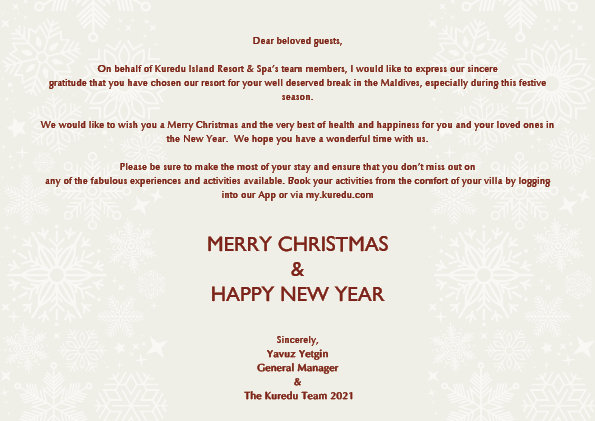 Dear beloved guests,
On behalf of Kuredu Island Resort & Spa's team members, I would like to express our sincere
gratitude that you have chosen our resort for your well deserved break in the Maldives, especially during this festive
season.
We would like to wish you a Merry Christmas and the very best of health and happiness for you and your loved ones in
the New Year. We hope you have a wonderful time with us.
Please be sure to make the most of your stay and ensure that you don't miss out on
any of the fabulous experiences and activities available. Book your activities from the comfort of your villa by logging
into our App or via my.kuredu.com
MERRY CHRISTMAS
&
HAPPY NEW YEAR
Sincerely,
Yavuz Yetgin
General Manager
&
The Kuredu Team 2021